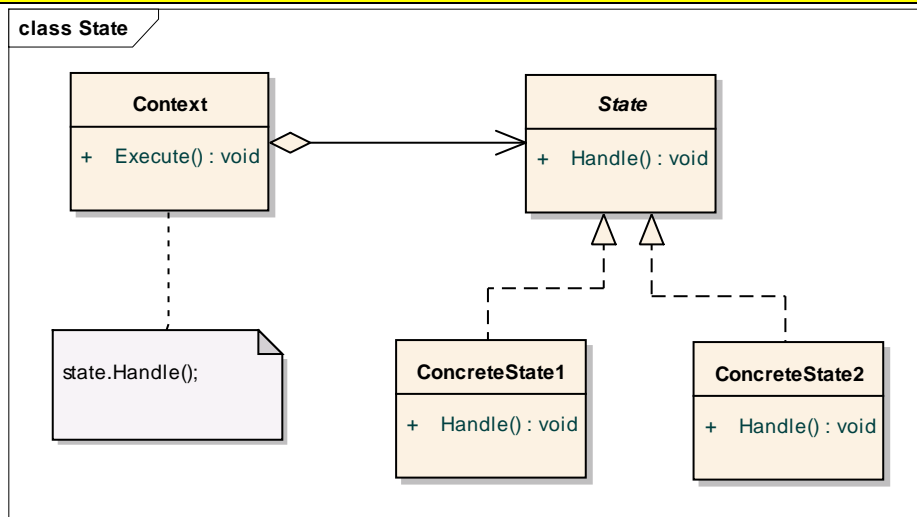 class State
Context
+ Execute() : void
State
+ Handle() : void
state.Handle();
ConcreteState1
+ Handle() : void
ConcreteState2
+ Handle() : void